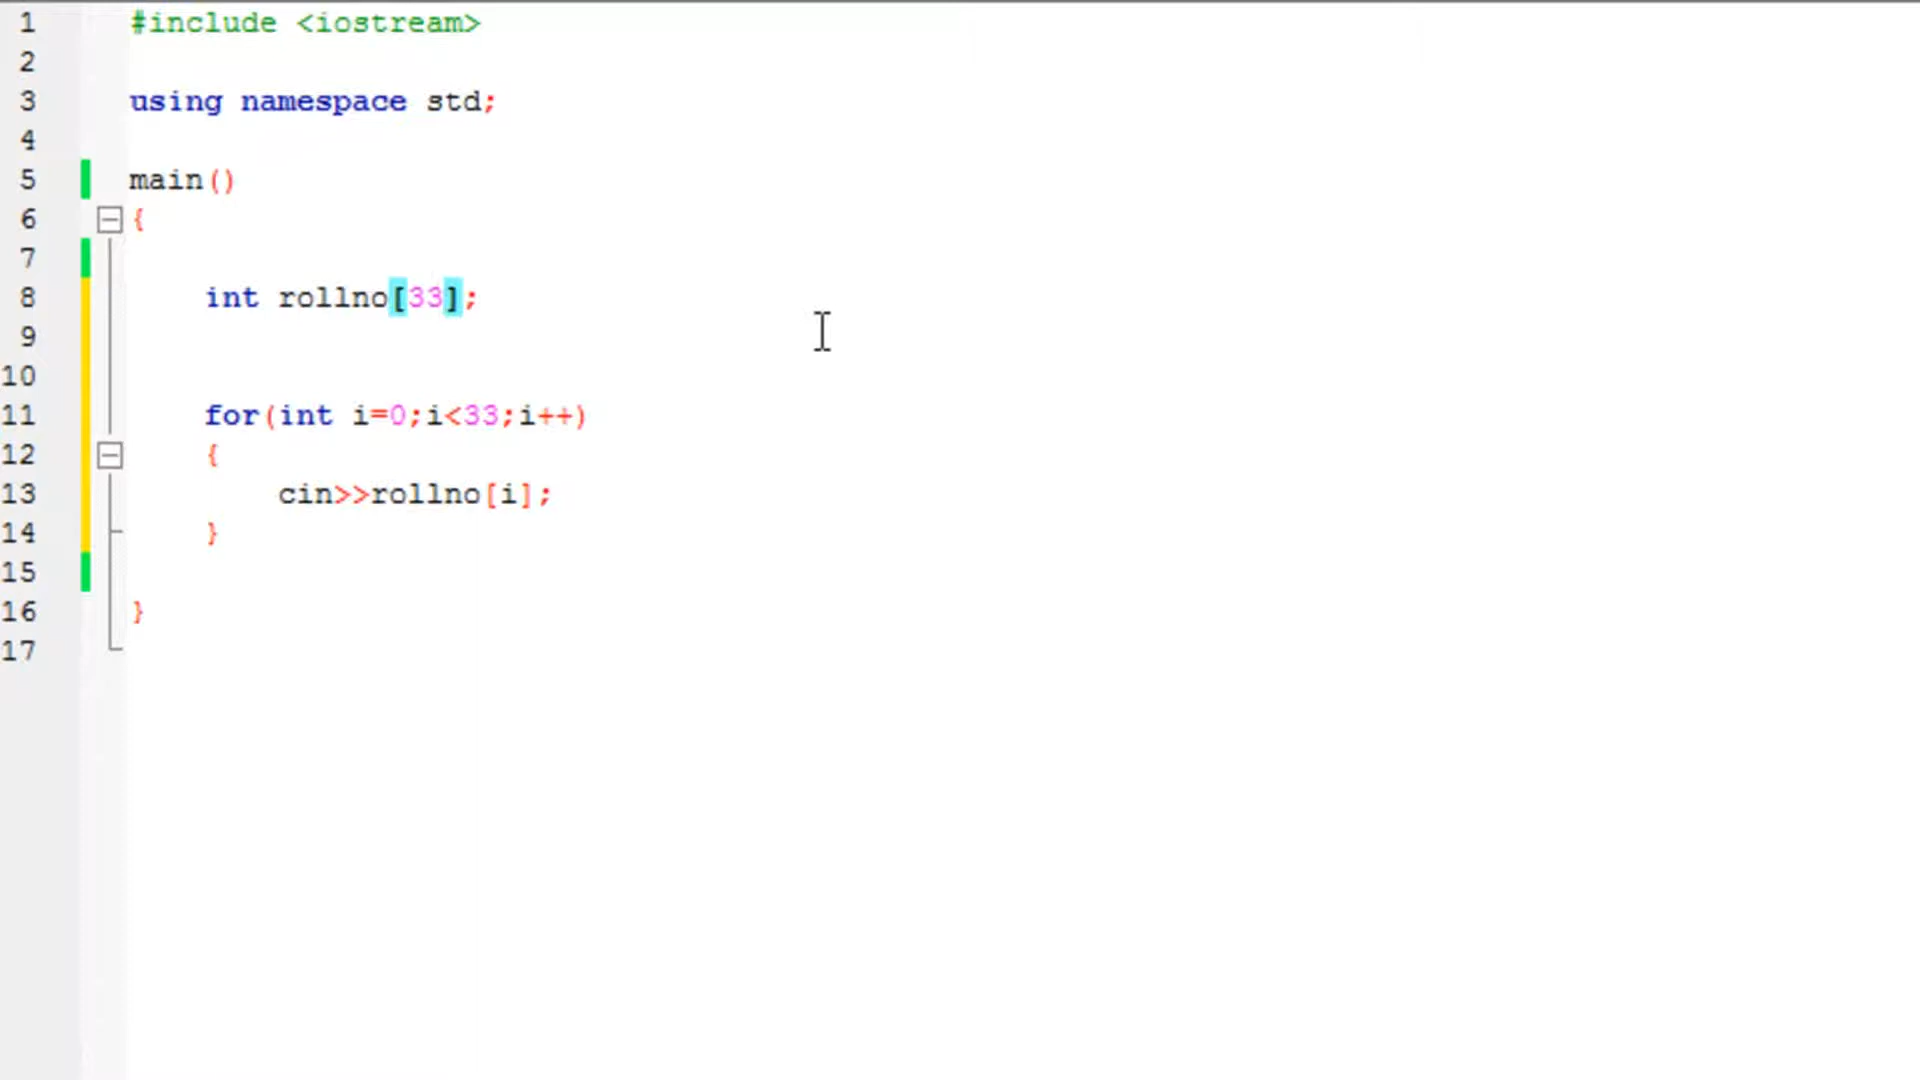 1 #include <iostream>
2
3 using namespace std;
4
5 main()
6 {
7
8 int rollno[33];
9
10
11 for(int i=0;i<33;i++)
12 {
13 cin>>rollno[i];
14 }
15
16 }
17